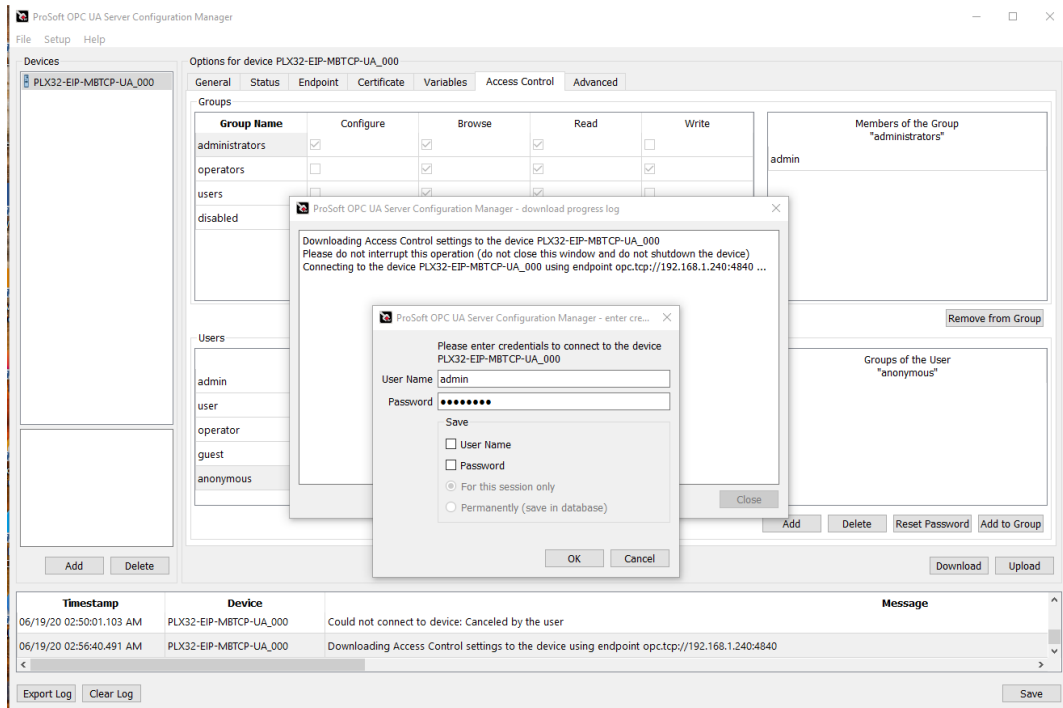 ProSoft OPC UA Server Configuration Manager
File Setup Help
Devices
PLX32-EIP-MBTCP-UA_000
Options for device PLX32-EIP-MBTCP-UA_000
General Status Endpoint Certificate Variables Access Control Advanced
Groups
Group Name Configure Browse Read Write
administrators
operators
users
disabled
Members of the Group
"administrators"
admin
Remove from Group
ProSoft OPC UA Server Configuration Manager - download progress log
Downloading Access Control settings to the device PLX32-EIP-MBTCP-UA_000
Please do not interrupt this operation (do not close this window and do not shutdown the device)
Connecting to the device PLX32-EIP-MBTCP-UA_000 using endpoint opc.tcp://192.168.1.240:4840 ...
Close
ProSoft OPC UA Server Configuration Manager - enter cre...
Please enter credentials to connect to the device
PLX32-EIP-MBTCP-UA_000
User Name admin
Password ●●●●●●●●
Save
User Name
Password
For this session only
Permanently (save in database)
OK Cancel
Users
admin
user
operator
guest
anonymous
Groups of the User
"anonymous"
Add Delete Reset Password Add to Group
Add Delete
Download Upload
Timestamp Device Message
06/19/20 02:50:01.103 AM PLX32-EIP-MBTCP-UA_000 Could not connect to device: Canceled by the user
06/19/20 02:56:40.491 AM PLX32-EIP-MBTCP-UA_000 Downloading Access Control settings to the device using endpoint opc.tcp://192.168.1.240:4840
Export Log Clear Log Save